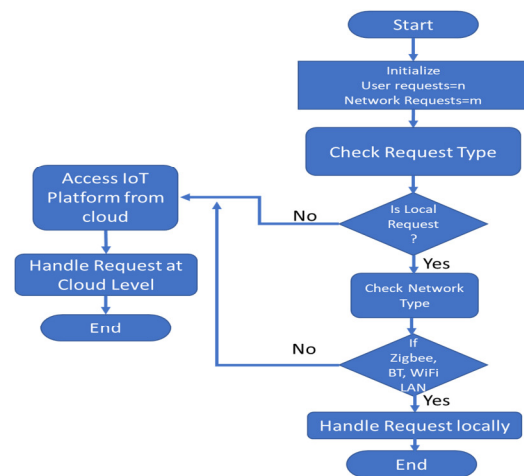 Start
Initialize
User requests=n
Network Requests=m
Check Request Type
Is Local
Request
?
No
Yes
Access IoT
Platform from
cloud
Handle Request at
Cloud Level
End
Check Network
Type
If
Zigbee,
BT, WiFi
LAN
No
Yes
Handle Request locally
End